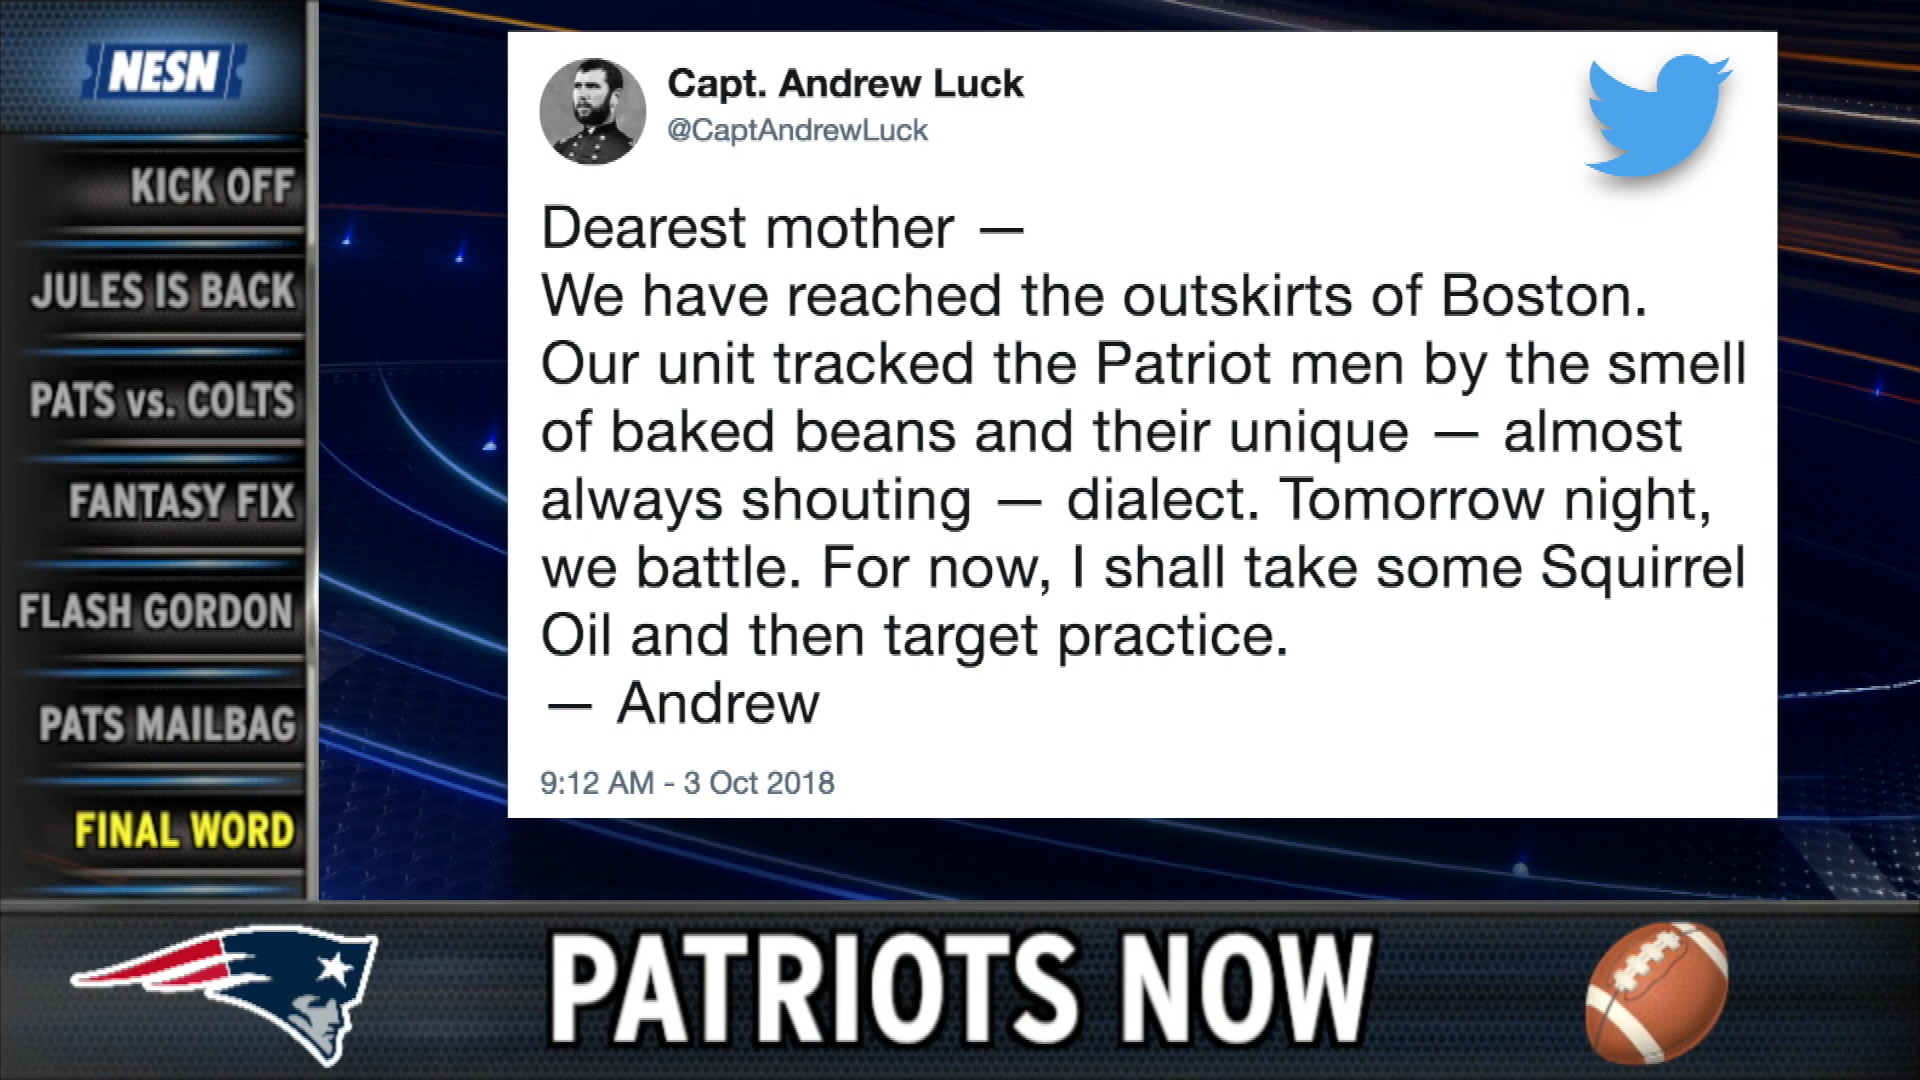 NESN
KICK OFF
JULES IS BACK
PATS vs. COLTS
FANTASY FIX
FLASH GORDON
PATS MAILBAG
FINAL WORD
Capt. Andrew Luck
@CaptAndrewLuck
Dearest mother —
We have reached the outskirts of Boston.
Our unit tracked the Patriot men by the smell
of baked beans and their unique — almost
always shouting — dialect. Tomorrow night,
we battle. For now, I shall take some Squirrel
Oil and then target practice.
— Andrew
9:12 AM - 3 Oct 2018
PATRIOTS NOW